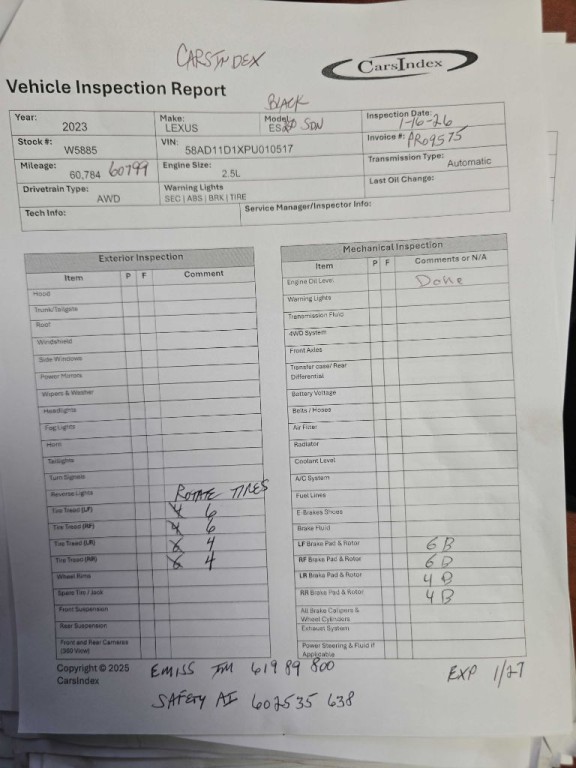 CARSINDEX
CarsIndex
Vehicle Inspection Report
BLACK
Year: 2023 Make: LEXUS Model: SDN Inspection Date: 1-16-26
Invoice #: PR09575
Stock #: W5885 VIN: 58AD11D1XPU010517
Transmission Type: Automatic
Mileage: 60,784 60799 Engine Size: 2.5L
Last Oil Change:
Drivetrain Type: AWD Warning Lights SEC | ABS | BRK | TIRE
Tech Info: Service Manager/Inspector Info:
Exterior Inspection
Item P F Comment
Hood
Trunk/Tailgate
Roof
Windshield
Side Windows
Power Mirrors
Wipers & Washer
Headlights
Fog Lights
Horn
Taillights
Turn Signals
Reverse Lights ROTATE TIRES
Tire Tread (LF) 4 6
Tire Tread (RF) 4 6
Tire Tread (LR) 6 4
Tire Tread (RR) 6 4
Wheel Rims
Spare Tire / Jack
Front Suspension
Rear Suspension
Front and Rear Cameras
(360 View)
Mechanical Inspection
Item P F Comments or N/A
Engine Oil Level Done
Warning Lights
Transmission Fluid
4WD System
Front Axles
Transfer case/ Rear
Differential
Battery Voltage
Belts / Hoses
Air Filter
Radiator
Coolant Level
A/C System
Fuel Lines
E-Brakes Shoes
Brake Fluid
LF Brake Pad & Rotor 6 B
RF Brake Pad & Rotor 6 B
LR Brake Pad & Rotor 4 B
RR Brake Pad & Rotor 4 B
All Brake Calipers &
Wheel Cylinders
Exhaust System
Power Steering & Fluid if
Applicable
Copyright © 2025
CarsIndex
EMISS IM 61989800
EXP 1/27
SAFETY AI 602535 638